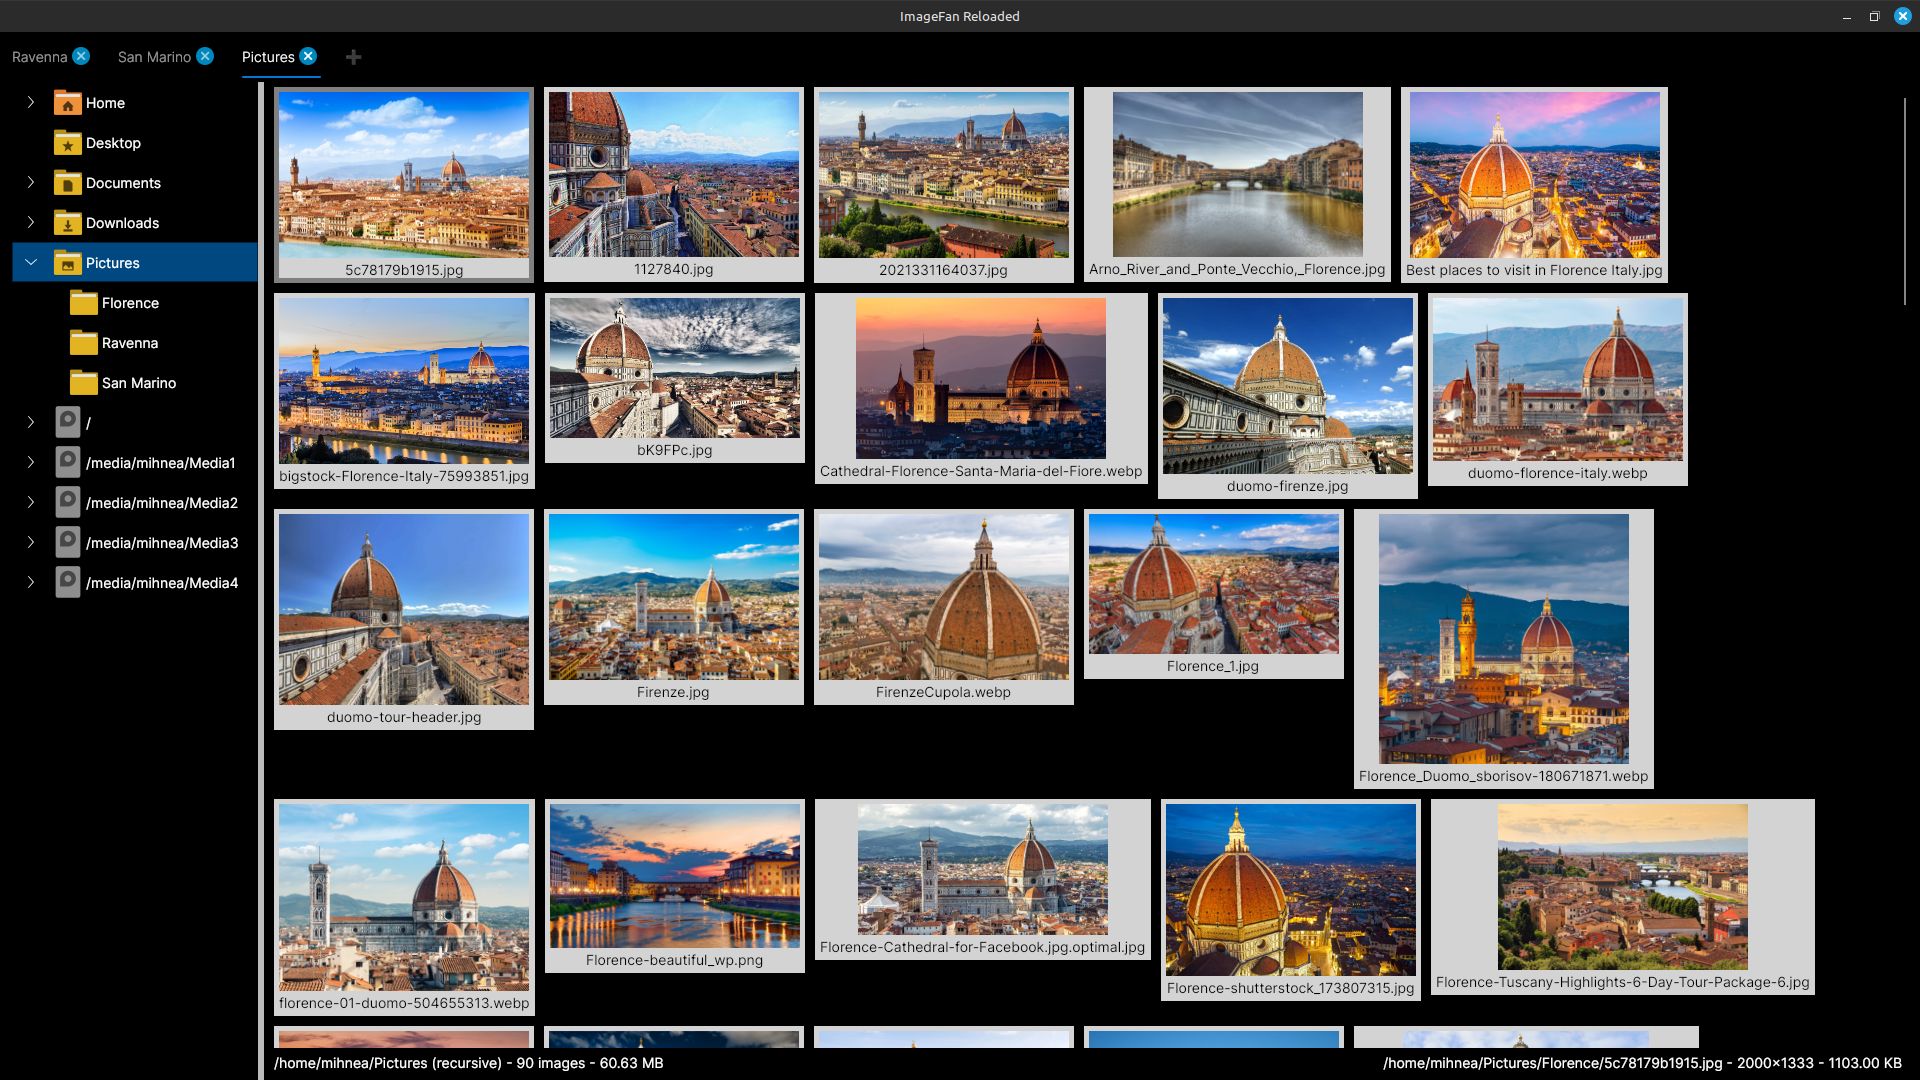 ImageFan Reloaded
Ravenna
San Marino
Pictures
Home
Desktop
Documents
Downloads
Pictures
Florence
Ravenna
San Marino
/
/media/mihnea/Media1
/media/mihnea/Media2
/media/mihnea/Media3
/media/mihnea/Media4
5c78179b1915.jpg
1127840.jpg
2021331164037.jpg
Arno_River_and_Ponte_Vecchio,_Florence.jpg
Best places to visit in Florence Italy.jpg
bigstock-Florence-Italy-75993851.jpg
bK9FPc.jpg
Cathedral-Florence-Santa-Maria-del-Fiore.webp
duomo-firenze.jpg
duomo-florence-italy.webp
duomo-tour-header.jpg
Firenze.jpg
FirenzeCupola.webp
Florence_1.jpg
Florence_Duomo_sborisov-180671871.webp
florence-01-duomo-504655313.webp
Florence-beautiful_wp.png
Florence-Cathedral-for-Facebook.jpg.optimal.jpg
Florence-shutterstock_173807315.jpg
Florence-Tuscany-Highlights-6-Day-Tour-Package-6.jpg
/home/mihnea/Pictures (recursive) - 90 images - 60.63 MB
/home/mihnea/Pictures/Florence/5c78179b1915.jpg - 2000×1333 - 1103.00 KB